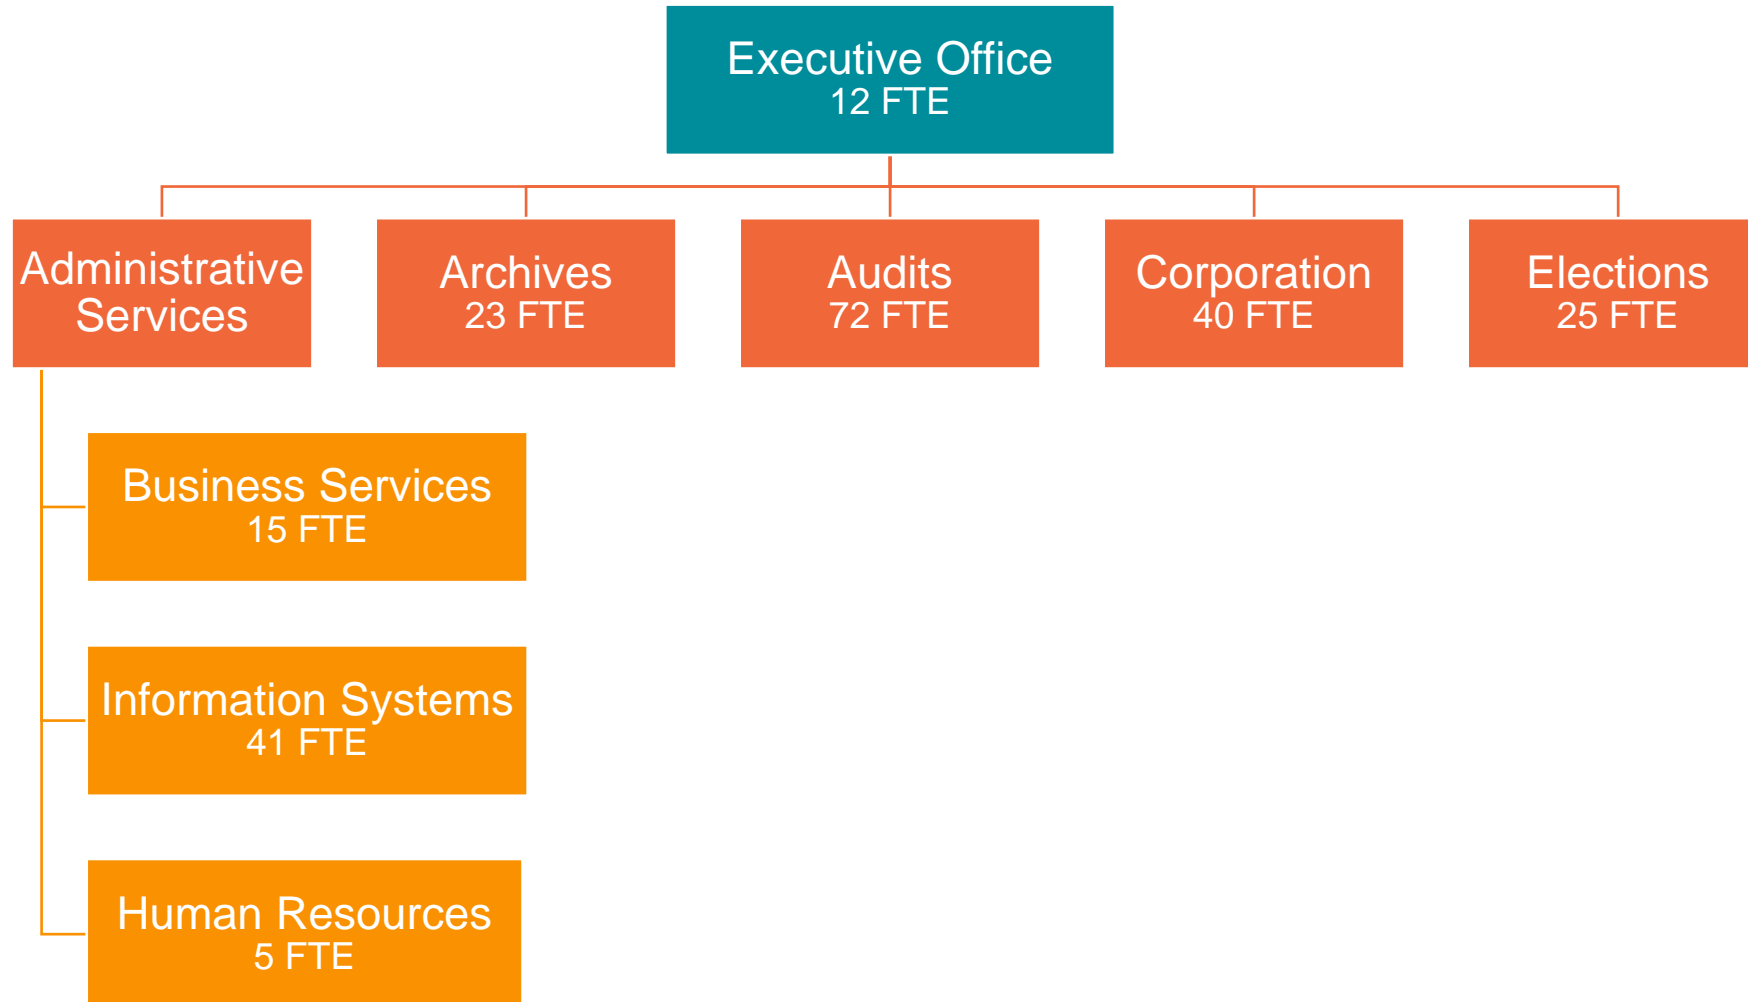 Executive Office
12 FTE
Administrative
Services
Archives
23 FTE
Audits
72 FTE
Corporation
40 FTE
Elections
25 FTE
Business Services
15 FTE
Information Systems
41 FTE
Human Resources
5 FTE